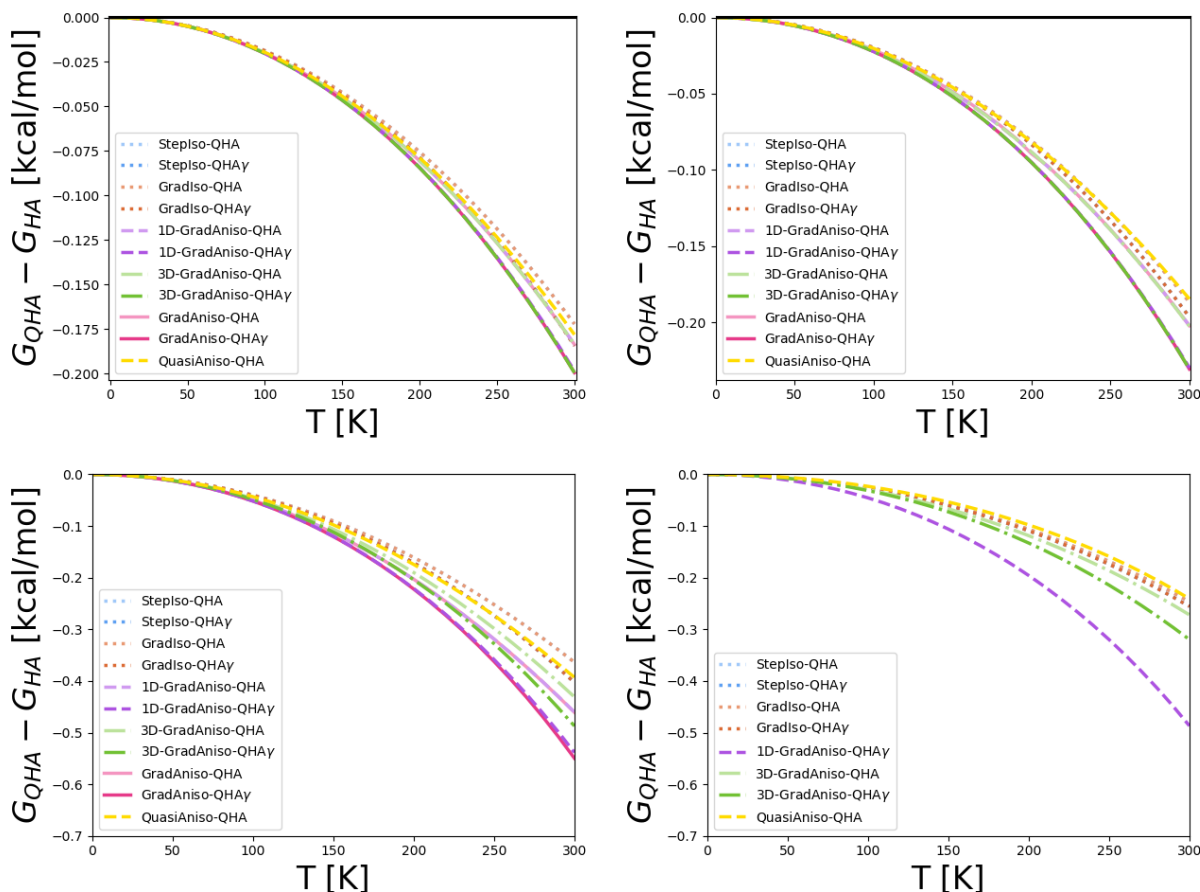 0.000
−0.025
−0.050
−0.075
−0.100
−0.125
−0.150
−0.175
−0.200
G_QHA − G_HA [kcal/mol]
StepIso-QHA
StepIso-QHAγ
GradIso-QHA
GradIso-QHAγ
1D-GradAniso-QHA
1D-GradAniso-QHAγ
3D-GradAniso-QHA
3D-GradAniso-QHAγ
GradAniso-QHA
GradAniso-QHAγ
QuasiAniso-QHA
0 50 100 150 200 250 300
T [K]
0.00
−0.05
−0.10
−0.15
−0.20
G_QHA − G_HA [kcal/mol]
StepIso-QHA
StepIso-QHAγ
GradIso-QHA
GradIso-QHAγ
1D-GradAniso-QHA
1D-GradAniso-QHAγ
3D-GradAniso-QHA
3D-GradAniso-QHAγ
GradAniso-QHA
GradAniso-QHAγ
QuasiAniso-QHA
0 50 100 150 200 250 300
T [K]
0.0
−0.1
−0.2
−0.3
−0.4
−0.5
−0.6
−0.7
G_QHA − G_HA [kcal/mol]
StepIso-QHA
StepIso-QHAγ
GradIso-QHA
GradIso-QHAγ
1D-GradAniso-QHA
1D-GradAniso-QHAγ
3D-GradAniso-QHA
3D-GradAniso-QHAγ
GradAniso-QHA
GradAniso-QHAγ
QuasiAniso-QHA
0 50 100 150 200 250 300
T [K]
0.0
−0.1
−0.2
−0.3
−0.4
−0.5
−0.6
−0.7
G_QHA − G_HA [kcal/mol]
StepIso-QHA
StepIso-QHAγ
GradIso-QHA
GradIso-QHAγ
1D-GradAniso-QHAγ
3D-GradAniso-QHA
3D-GradAniso-QHAγ
QuasiAniso-QHA
0 50 100 150 200 250 300
T [K]